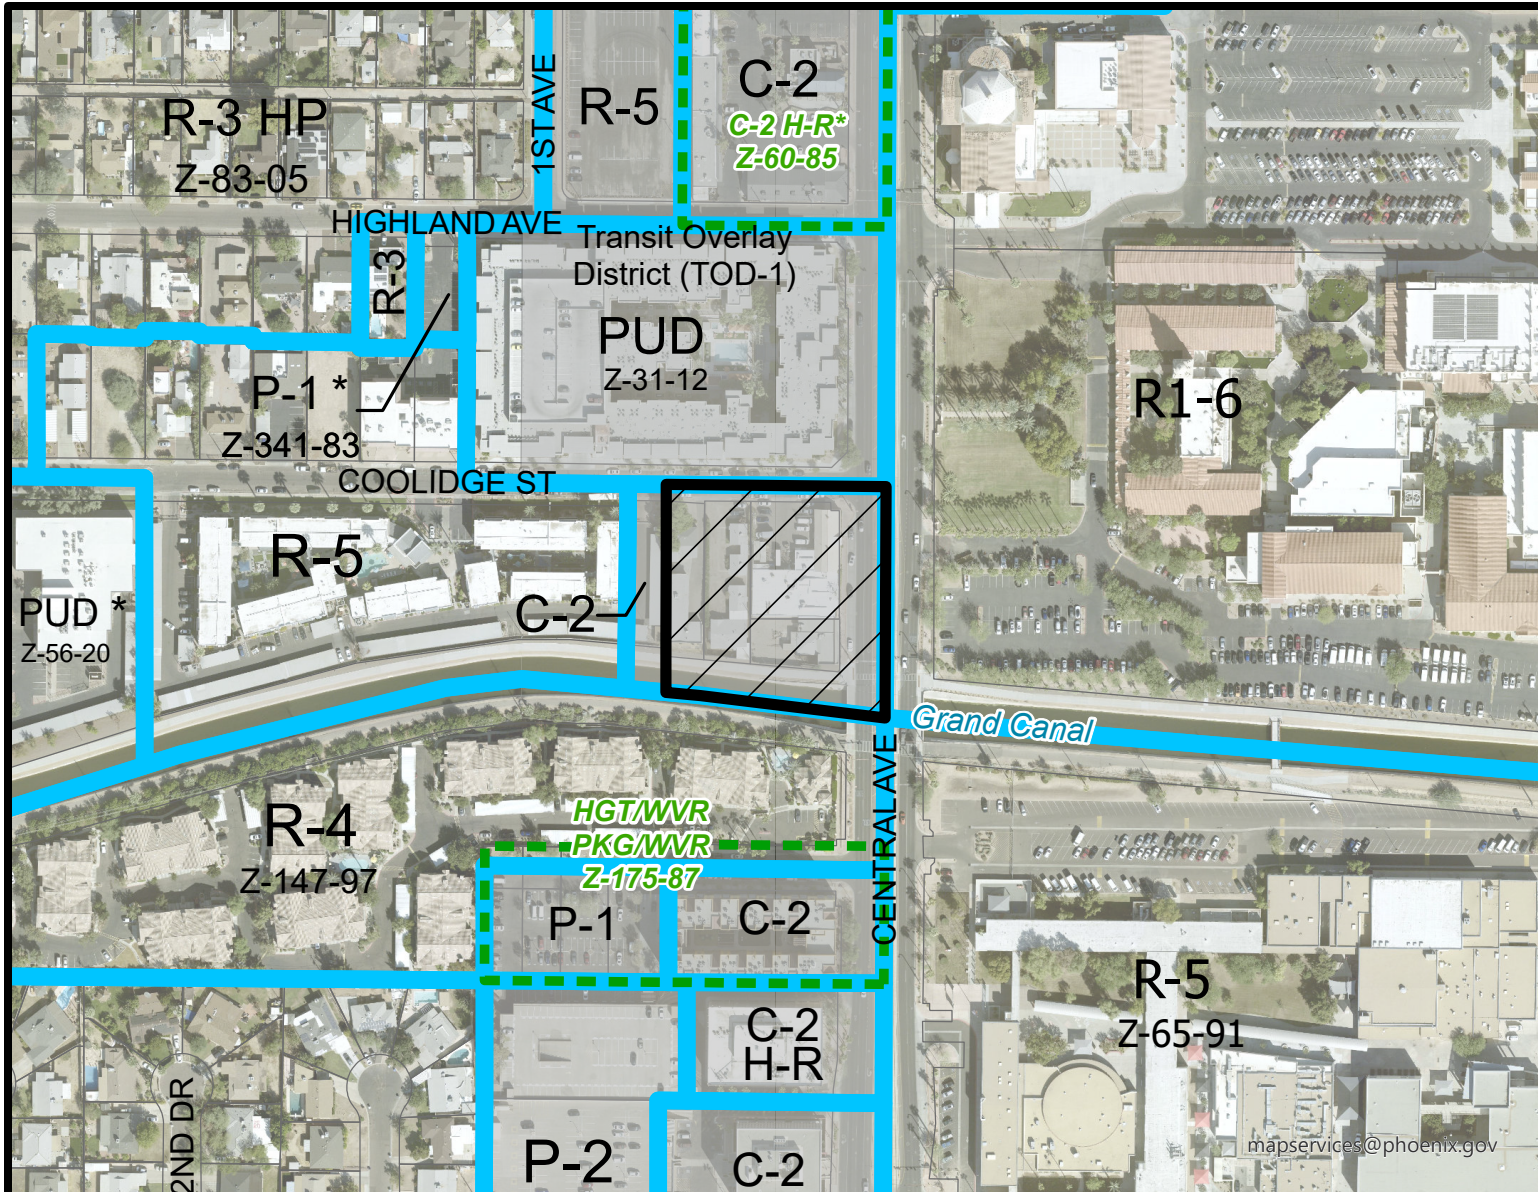 R-3 HP
Z-83-05
1ST AVE
R-5
C-2
C-2 H-R*
Z-60-85
HIGHLAND AVE
R-3
Transit Overlay
District (TOD-1)
PUD
Z-31-12
P-1 *
Z-341-83
R1-6
COOLIDGE ST
R-5
C-2
PUD *
Z-56-20
Grand Canal
CENTRAL AVE
R-4
Z-147-97
HGT/WVR
PKG/WVR
Z-175-87
P-1
C-2
R-5
Z-65-91
C-2
H-R
2ND DR
P-2
C-2
mapservices@phoenix.gov